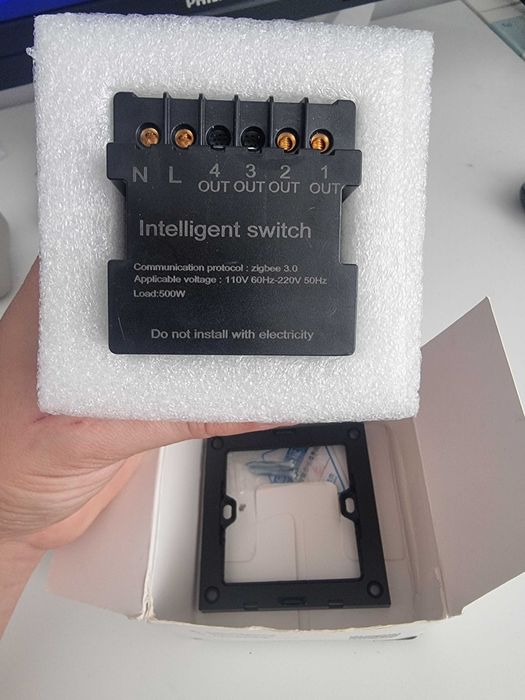 PHI
N L 4 3 2 1
OUT OUT OUT OUT
Intelligent switch
Communication protocol : zigbee 3.0
Applicable voltage : 110V 60Hz-220V 50Hz
Load:500W
Do not install with electricity